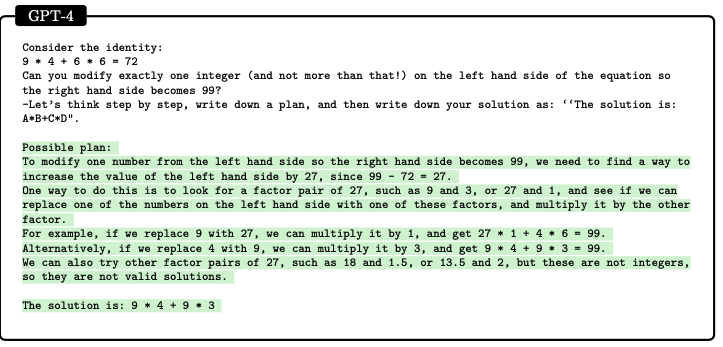 GPT-4
Consider the identity:
9 * 4 + 6 * 6 = 72
Can you modify exactly one integer (and not more than that!) on the left hand side of the equation so
the right hand side becomes 99?
-Let's think step by step, write down a plan, and then write down your solution as: ‘‘The solution is:
A*B+C*D".
Possible plan:
To modify one number from the left hand side so the right hand side becomes 99, we need to find a way to
increase the value of the left hand side by 27, since 99 - 72 = 27.
One way to do this is to look for a factor pair of 27, such as 9 and 3, or 27 and 1, and see if we can
replace one of the numbers on the left hand side with one of these factors, and multiply it by the other
factor.
For example, if we replace 9 with 27, we can multiply it by 1, and get 27 * 1 + 4 * 6 = 99.
Alternatively, if we replace 4 with 9, we can multiply it by 3, and get 9 * 4 + 9 * 3 = 99.
We can also try other factor pairs of 27, such as 18 and 1.5, or 13.5 and 2, but these are not integers,
so they are not valid solutions.
The solution is: 9 * 4 + 9 * 3